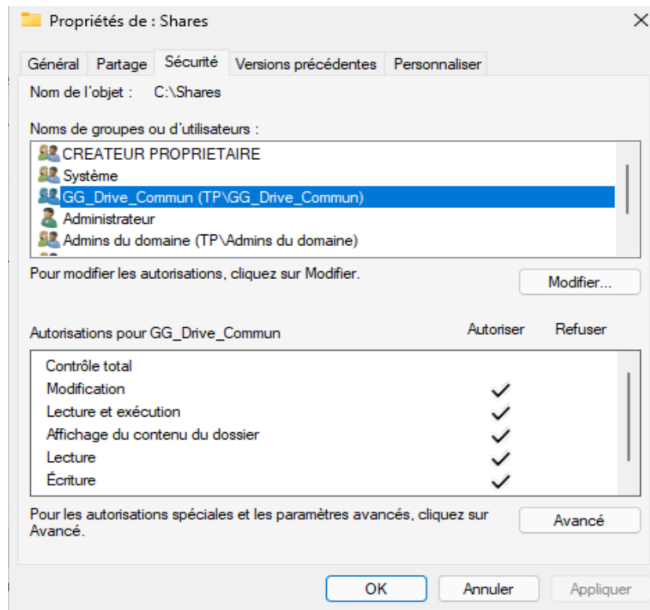 Propriétés de : Shares
Général Partage Sécurité Versions précédentes Personnaliser
Nom de l'objet : C:\Shares
Noms de groupes ou d'utilisateurs :
CREATEUR PROPRIETAIRE
Système
GG_Drive_Commun (TP\GG_Drive_Commun)
Administrateur
Admins du domaine (TP\Admins du domaine)
Pour modifier les autorisations, cliquez sur Modifier.
Modifier...
Autorisations pour GG_Drive_Commun Autoriser Refuser
Contrôle total
Modification
Lecture et exécution
Affichage du contenu du dossier
Lecture
Écriture
Pour les autorisations spéciales et les paramètres avancés, cliquez sur
Avancé.
Avancé
OK Annuler Appliquer